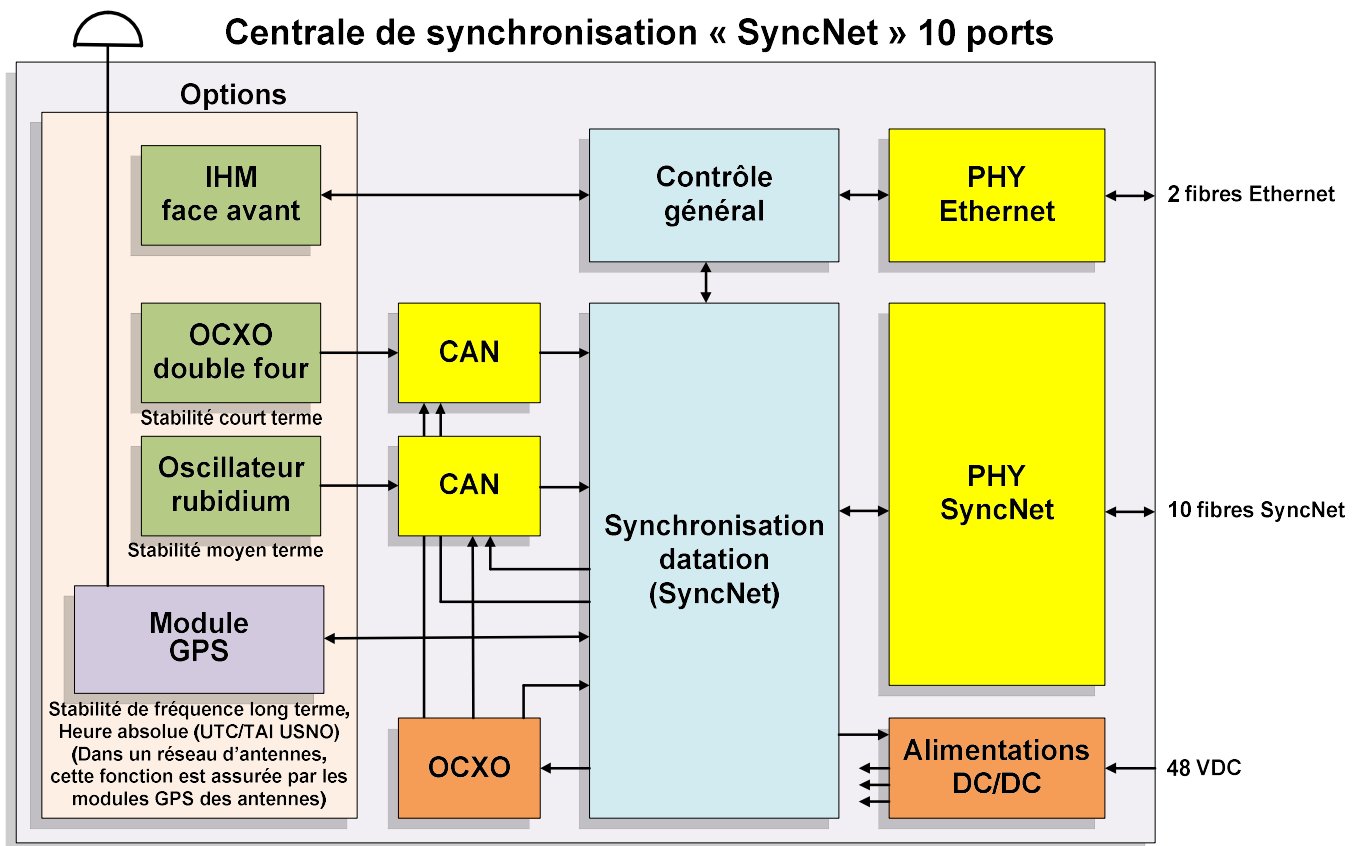 Centrale de synchronisation « SyncNet » 10 ports
Options
IHM
face avant
Contrôle
général
PHY
Ethernet
2 fibres Ethernet
OCXO
double four
Stabilité court terme
CAN
Oscillateur
rubidium
Stabilité moyen terme
CAN
Synchronisation
datation
(SyncNet)
PHY
SyncNet
10 fibres SyncNet
Module
GPS
Stabilité de fréquence long terme,
Heure absolue (UTC/TAI USNO)
(Dans un réseau d'antennes,
cette fonction est assurée par les
modules GPS des antennes)
OCXO
Alimentations
DC/DC
48 VDC